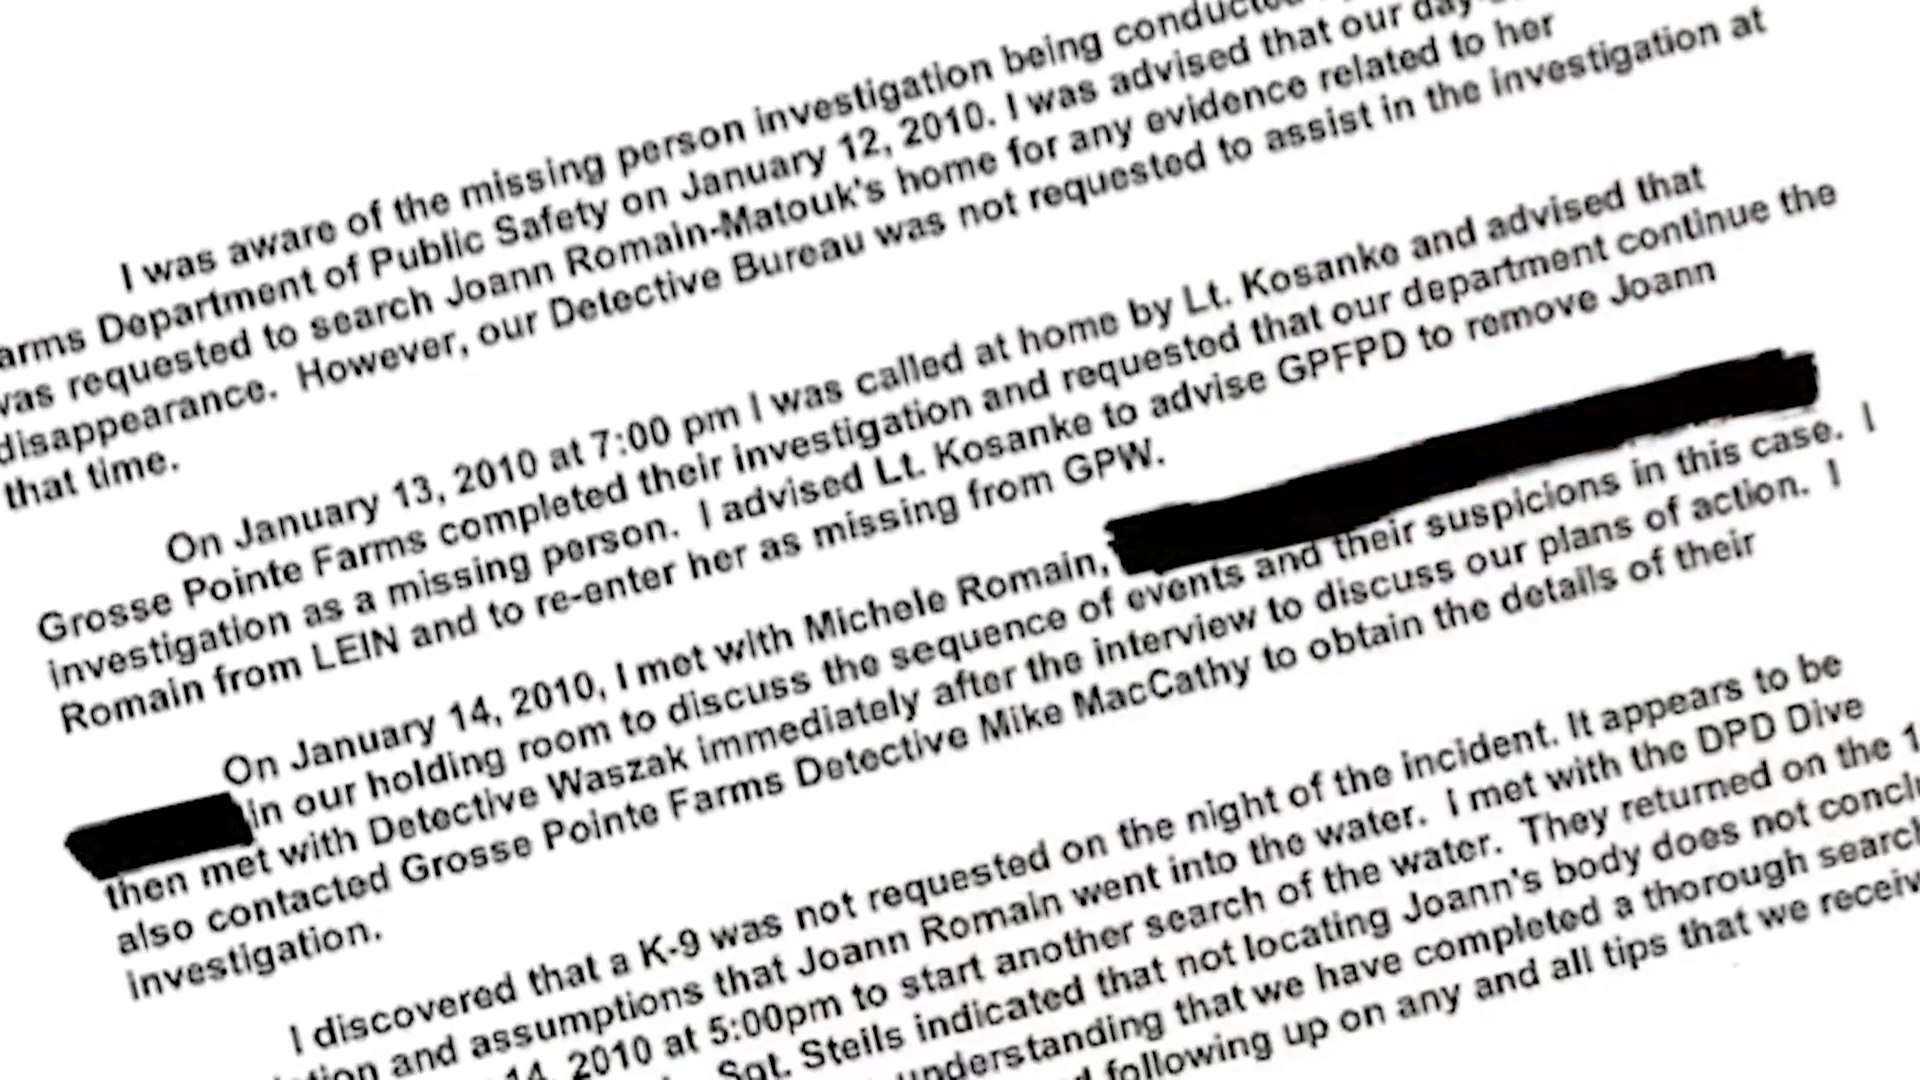 I was aware of the missing person investigation being conducted
arms Department of Public Safety on January 12, 2010. I was advised that our day
was requested to search Joann Romain-Matouk's home for any evidence related to her
disappearance. However, our Detective Bureau was not requested to assist in the investigation at
that time.
On January 13, 2010 at 7:00 pm I was called at home by Lt. Kosanke and advised that
Grosse Pointe Farms completed their investigation and requested that our department continue the
investigation as a missing person. I advised Lt. Kosanke to advise GPFPD to remove Joann
Romain from LEIN and to re-enter her as missing from GPW.
On January 14, 2010, I met with Michele Romain,
in our holding room to discuss the sequence of events and their suspicions in this case. I
then met with Detective Waszak immediately after the interview to discuss our plans of action. I
also contacted Grosse Pointe Farms Detective Mike MacCathy to obtain the details of their
investigation.
I discovered that a K-9 was not requested on the night of the incident. It appears to be
and assumptions that Joann Romain went into the water. I met with the DPD Dive
14, 2010 at 5:00pm to start another search of the water. They returned on the 1
Sgt. Steils indicated that not locating Joann's body does not conclu
understanding that we have completed a thorough search
following up on any and all tips that we receiv